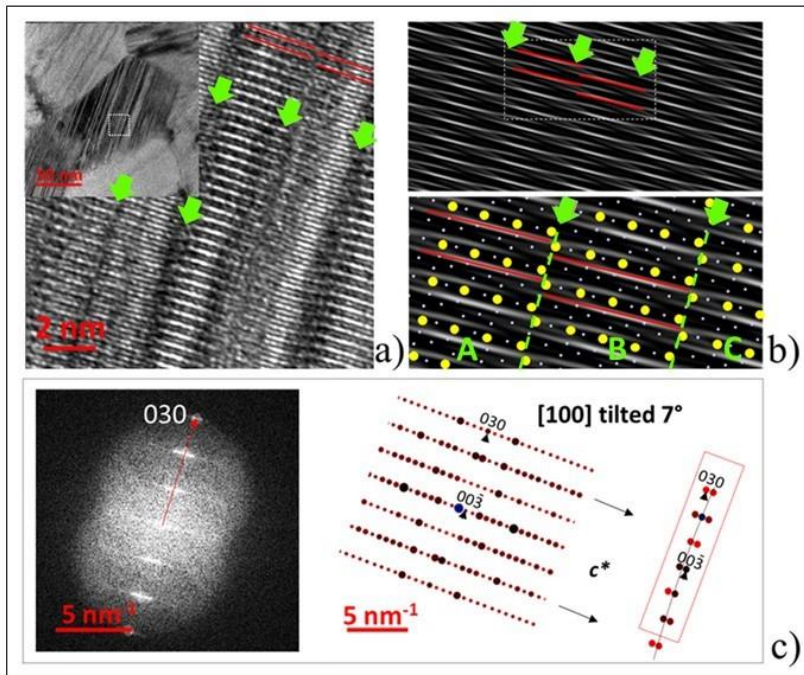 50 nm
2 nm
a)
A
B
C
b)
030
5 nm⁻¹
[100] tilted 7°
030
003̄
c*
5 nm⁻¹
030
003̄
c)